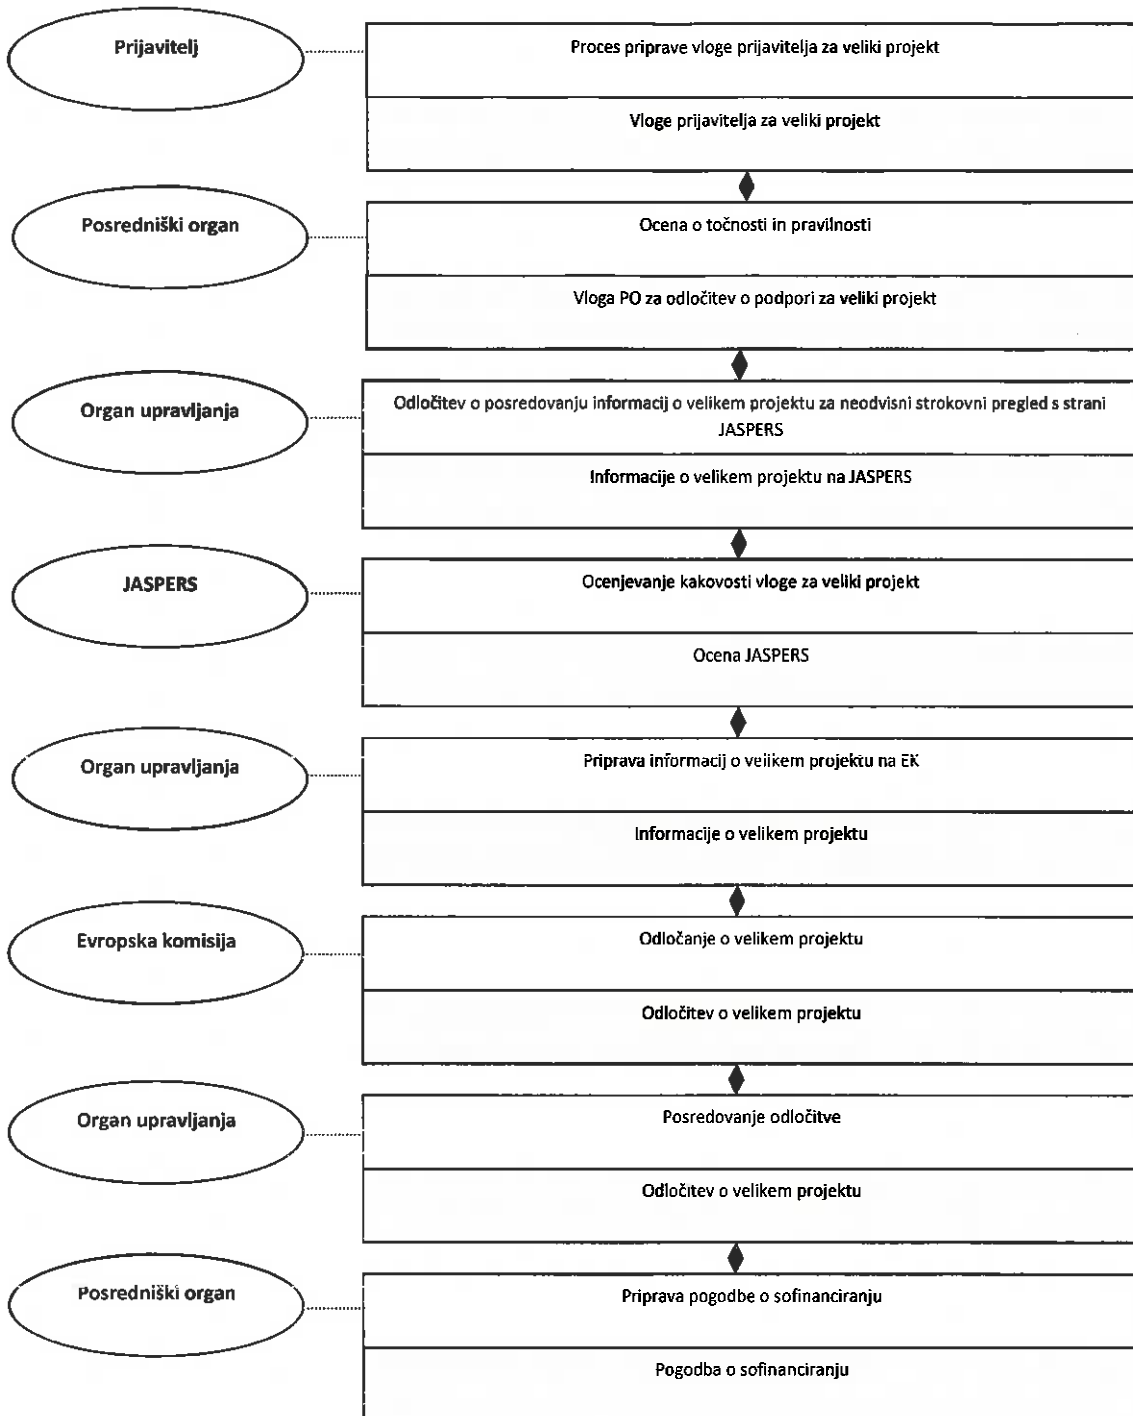 Prijavitelj
Proces priprave vloge prijavitelja za veliki projekt
Vloge prijavitelja za veliki projekt
Posredniški organ
Ocena o točnosti in pravilnosti
Vloga PO za odločitev o podpori za veliki projekt
Organ upravljanja
Odločitev o posredovanju informacij o velikem projektu za neodvisni strokovni pregled s strani
JASPERS
Informacije o velikem projektu na JASPERS
JASPERS
Ocenjevanje kakovosti vloge za veliki projekt
Ocena JASPERS
Organ upravljanja
Priprava informacij o velikem projektu na EK
Informacije o velikem projektu
Evropska komisija
Odločanje o velikem projektu
Odločitev o velikem projektu
Organ upravljanja
Posredovanje odločitve
Odločitev o velikem projektu
Posredniški organ
Priprava pogodbe o sofinanciranju
Pogodba o sofinanciranju